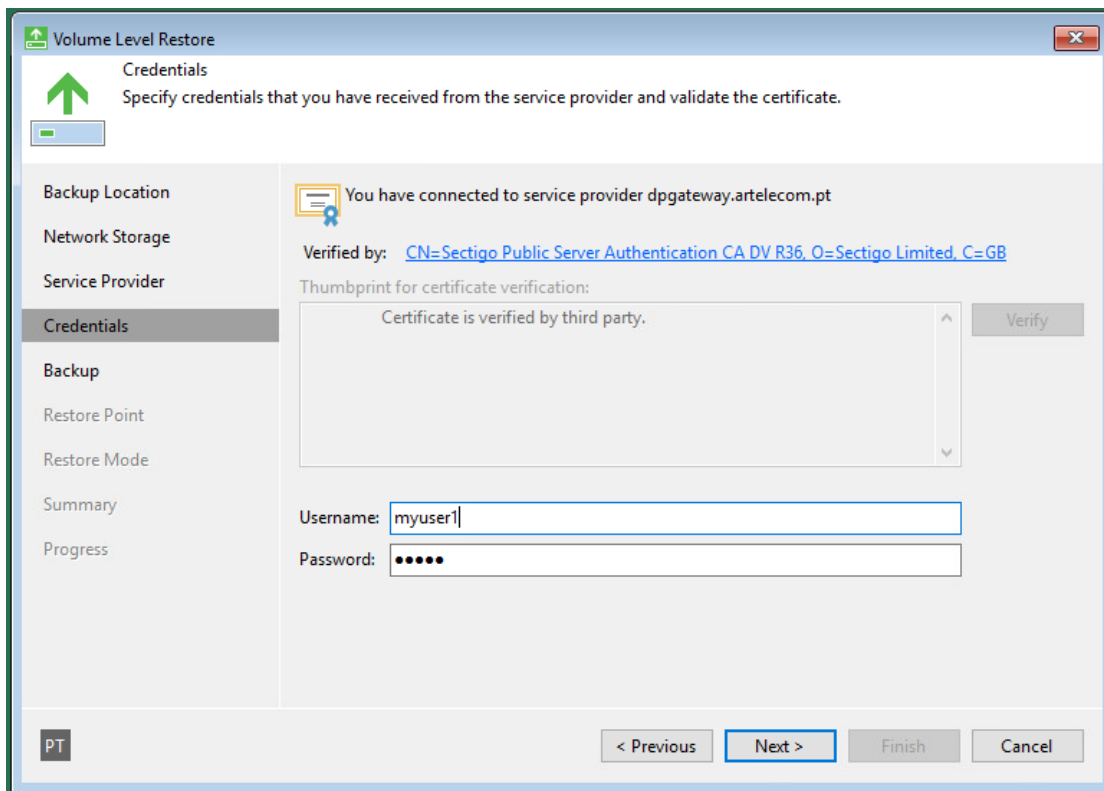 Volume Level Restore
Credentials
Specify credentials that you have received from the service provider and validate the certificate.
Backup Location
Network Storage
Service Provider
Credentials
Backup
Restore Point
Restore Mode
Summary
Progress
You have connected to service provider dpgateway.artelecom.pt
Verified by: CN=Sectigo Public Server Authentication CA DV R36, O=Sectigo Limited, C=GB
Thumbprint for certificate verification:
Certificate is verified by third party.
Verify
Username: myuser1
Password: •••••
PT
< Previous
Next >
Finish
Cancel